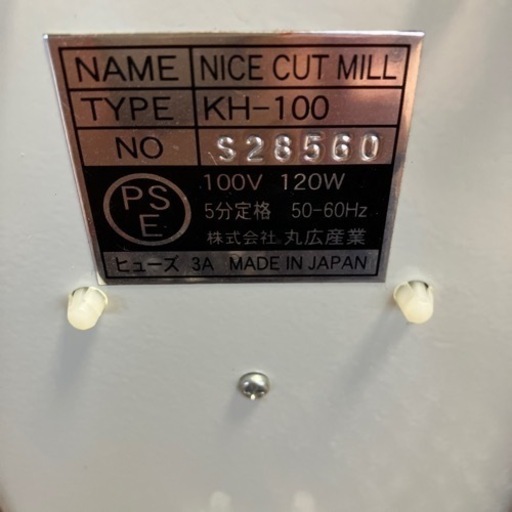 NAME NICE CUT MILL
TYPE KH-100
NO S28560
PS
E
100V 120W
5分定格 50-60Hz
株式会社 丸広産業
ヒューズ 3A MADE IN JAPAN